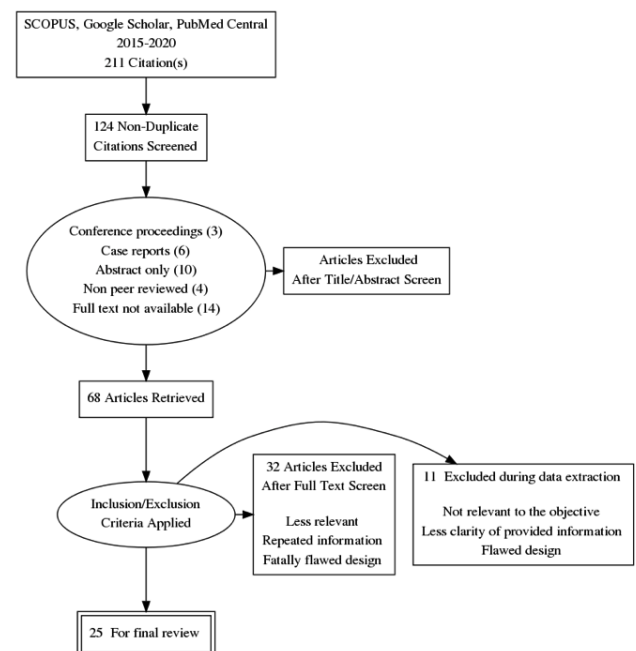 SCOPUS, Google Scholar, PubMed Central
2015-2020
211 Citation(s)
124 Non-Duplicate
Citations Screened
Conference proceedings (3)
Case reports (6)
Abstract only (10)
Non peer reviewed (4)
Full text not available (14)
Articles Excluded
After Title/Abstract Screen
68 Articles Retrieved
Inclusion/Exclusion
Criteria Applied
32 Articles Excluded
After Full Text Screen
Less relevant
Repeated information
Fatally flawed design
11 Excluded during data extraction
Not relevant to the objective
Less clarity of provided information
Flawed design
25 For final review